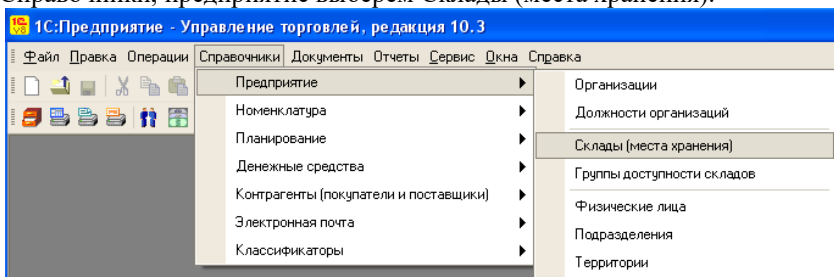 Справочники, предприятие выберем Склады (места хранения).
1С:Предприятие - Управление торговлей, редакция 10.3
Файл Правка Операции Справочники Документы Отчеты Сервис Окна Справка
Предприятие
Номенклатура
Планирование
Денежные средства
Контрагенты (покупатели и поставщики)
Электронная почта
Классификаторы
Организации
Должности организаций
Склады (места хранения)
Группы доступности складов
Физические лица
Подразделения
Территории